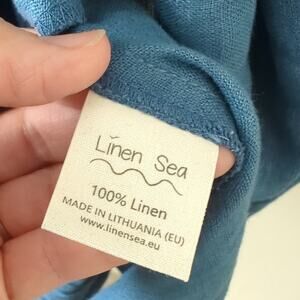 Linen Sea
100% Linen
MADE IN LITHUANIA (EU)
www.linensea.eu